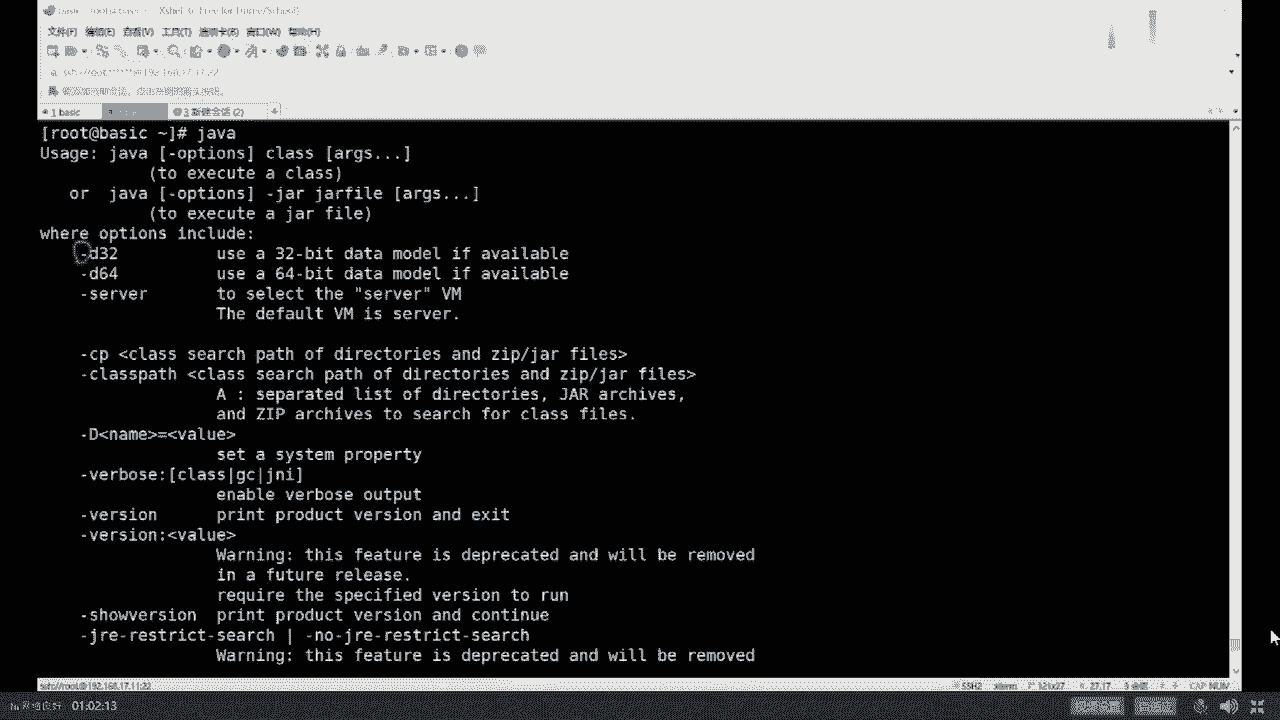 文件(F) 编辑(E) 查看(V) 工具(T) 选项卡(B) 窗口(W) 帮助(H)
1 basic
3 新建会话 (2)
[root@basic ~]# java
Usage: java [-options] class [args...]
(to execute a class)
or java [-options] -jar jarfile [args...]
(to execute a jar file)
where options include:
-d32 use a 32-bit data model if available
-d64 use a 64-bit data model if available
-server to select the "server" VM
The default VM is server.
-cp <class search path of directories and zip/jar files>
-classpath <class search path of directories and zip/jar files>
A : separated list of directories, JAR archives,
and ZIP archives to search for class files.
-D<name>=<value>
set a system property
-verbose:[class|gc|jni]
enable verbose output
-version print product version and exit
-version:<value>
Warning: this feature is deprecated and will be removed
in a future release.
require the specified version to run
-showversion print product version and continue
-jre-restrict-search | -no-jre-restrict-search
Warning: this feature is deprecated and will be removed
ssh://root@192.168.17.11:22 SSH2 xterm 121x27 27,17 CAP NUM
01:02:13